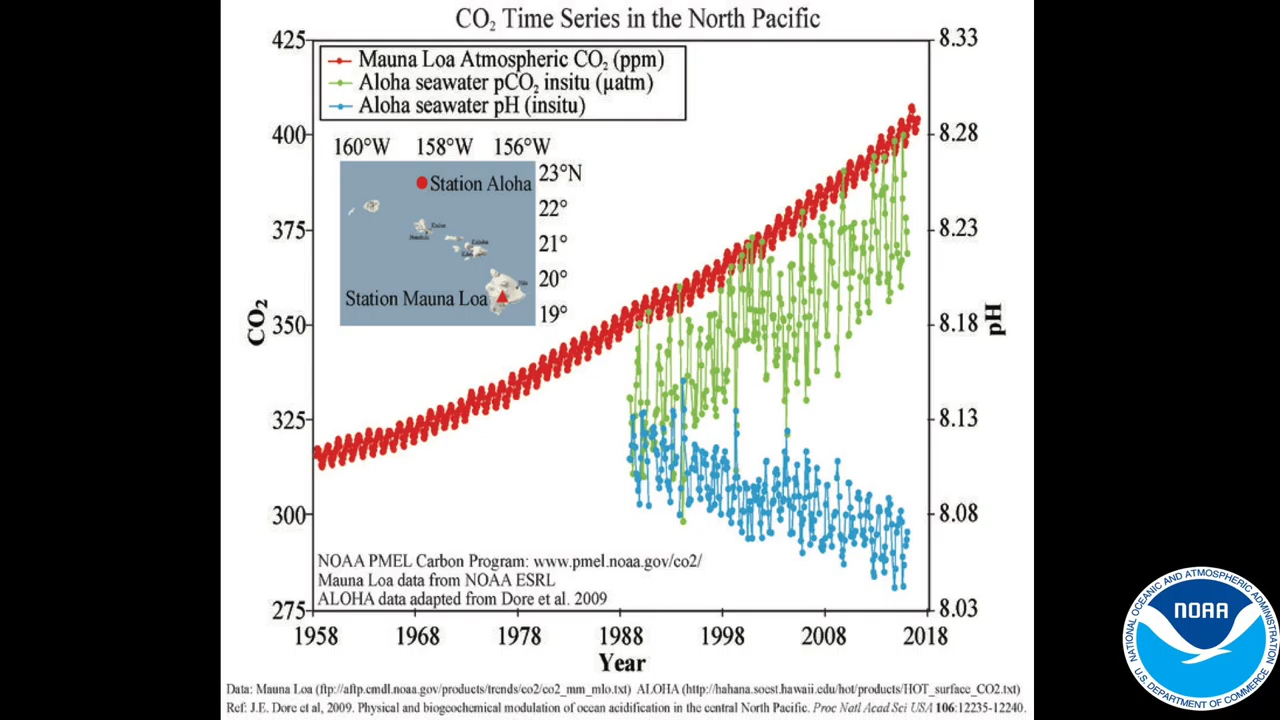 CO₂ Time Series in the North Pacific
425
400
375
350
325
300
275
CO₂
8.33
8.28
8.23
8.18
8.13
8.08
8.03
pH
Mauna Loa Atmospheric CO₂ (ppm)
Aloha seawater pCO₂ insitu (µatm)
Aloha seawater pH (insitu)
160°W 158°W 156°W
23°N
22°
21°
20°
19°
Station Aloha
Station Mauna Loa
NOAA PMEL Carbon Program: www.pmel.noaa.gov/co2/
Mauna Loa data from NOAA ESRL
ALOHA data adapted from Dore et al. 2009
1958 1968 1978 1988 1998 2008 2018
Year
Data: Mauna Loa (ftp://aftp.cmdl.noaa.gov/products/trends/co2/co2_mm_mlo.txt) ALOHA (http://hahana.soest.hawaii.edu/hot/products/HOT_surface_CO2.txt)
Ref: J.E. Dore et al, 2009. Physical and biogeochemical modulation of ocean acidification in the central North Pacific. Proc Natl Acad Sci USA 106:12235-12240.
NATIONAL OCEANIC AND ATMOSPHERIC ADMINISTRATION
NOAA
U.S. DEPARTMENT OF COMMERCE